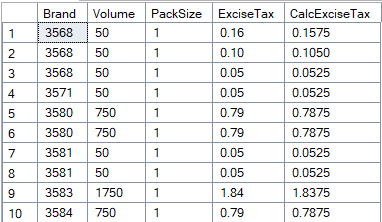 Brand Volume PackSize ExciseTax CalcExciseTax
1 3568 50 1 0.16 0.1575
2 3568 50 1 0.10 0.1050
3 3568 50 1 0.05 0.0525
4 3571 50 1 0.05 0.0525
5 3580 750 1 0.79 0.7875
6 3580 750 1 0.79 0.7875
7 3581 50 1 0.05 0.0525
8 3581 50 1 0.05 0.0525
9 3583 1750 1 1.84 1.8375
10 3584 750 1 0.79 0.7875